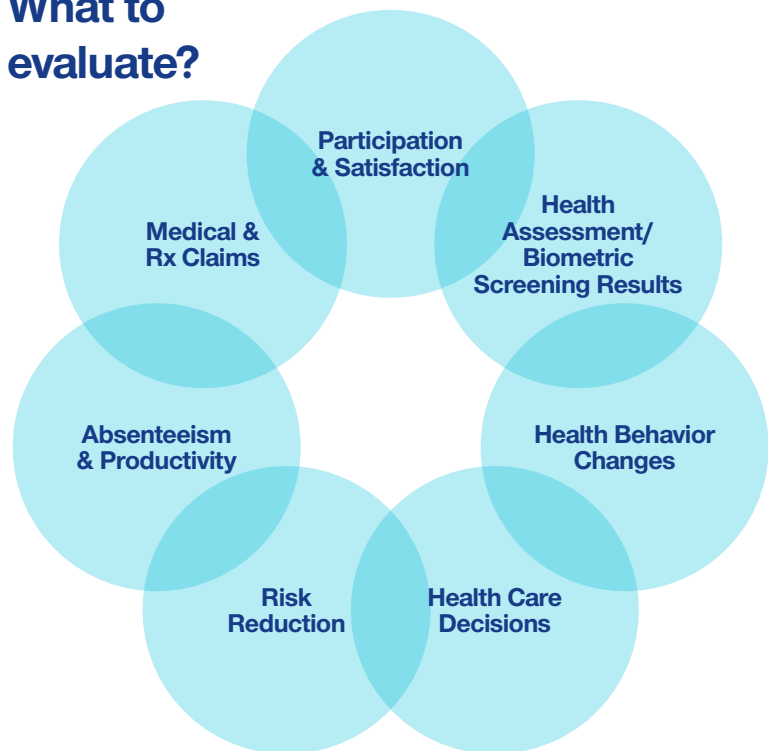 What to
evaluate?
Participation
& Satisfaction
Health
Assessment/
Biometric
Screening Results
Health Behavior
Changes
Health Care
Decisions
Risk
Reduction
Absenteeism
& Productivity
Medical &
Rx Claims